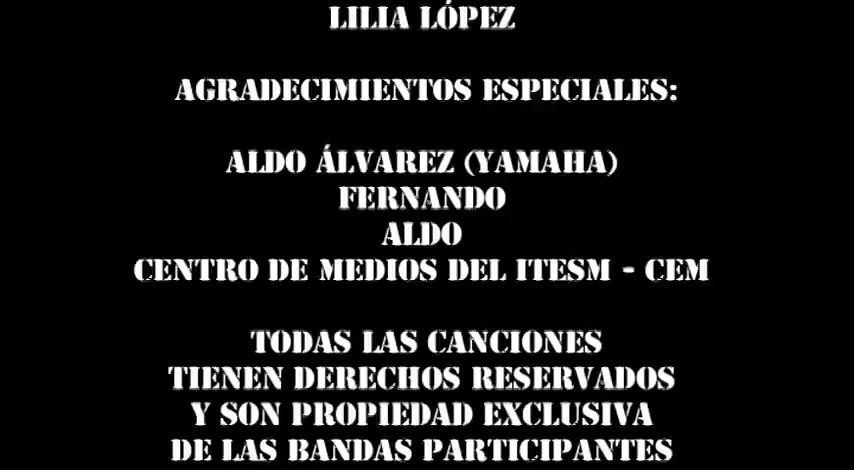 LILIA LÓPEZ
AGRADECIMIENTOS ESPECIALES:
ALDO ÁLVAREZ (YAMAHA)
FERNANDO
ALDO
CENTRO DE MEDIOS DEL ITESM - CEM
TODAS LAS CANCIONES
TIENEN DERECHOS RESERVADOS
Y SON PROPIEDAD EXCLUSIVA
DE LAS BANDAS PARTICIPANTES